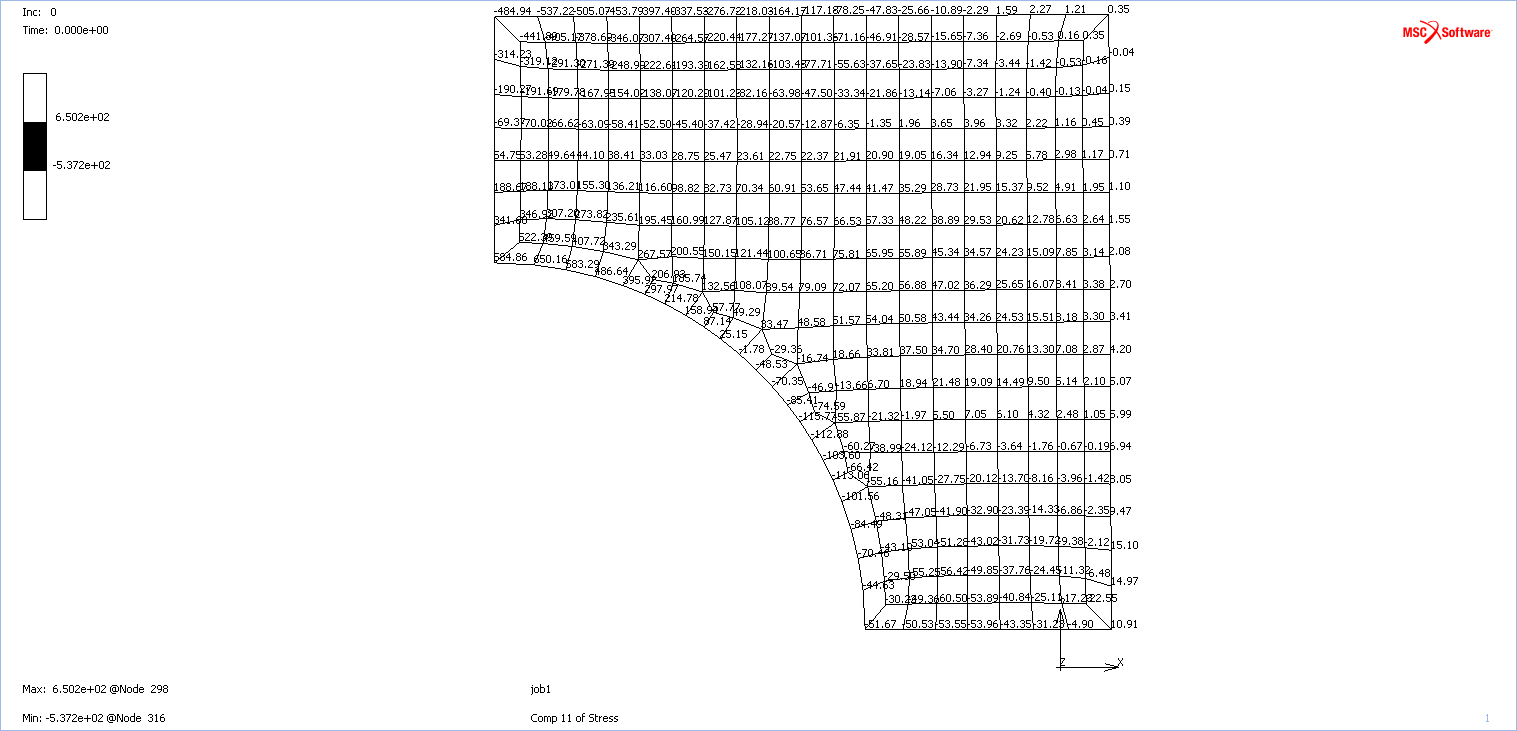 Inc: 0
Time: 0.000e+00
6.502e+02
-5.372e+02
MSC Software
-484.94 -537.22 -505.07 -453.79 -397.40 -337.53 -276.72 -218.03 -164.17 -117.18 -78.25 -47.83 -25.66 -10.89 -2.29 1.59 2.27 1.21 0.35
-378.69 -346.07 -307.40 -264.57 -220.44 -177.27 -137.07 -101.35 -71.16 -46.91 -28.57 -15.65 -7.36 -2.69 -0.53 0.16 0.35
-0.04
-314.23 -319.12 -291.30 -271.39 -248.99 -222.61 -193.39 -162.53 -132.16 -103.48 -77.71 -55.63 -37.65 -23.83 -13.90 -7.34 -3.44 -1.42 -0.53 -0.16
-190.27 -191.69 -179.78 -167.98 -154.02 -138.07 -120.29 -101.28 -82.16 -63.98 -47.50 -33.34 -21.86 -13.14 -7.06 -3.27 -1.24 -0.40 -0.13 -0.04 0.15
-69.37 -70.02 -66.62 -63.09 -58.41 -52.50 -45.40 -37.42 -28.94 -20.57 -12.87 -6.35 -1.35 1.96 3.65 3.96 3.32 2.22 1.16 0.45 0.39
54.75 53.28 49.64 44.10 38.41 33.03 28.75 25.47 23.61 22.75 22.37 21.91 20.90 19.05 16.34 12.94 9.25 5.78 2.98 1.17 0.71
188.67 188.13 173.01 155.30 136.21 116.60 98.82 82.73 70.34 60.91 53.65 47.44 41.47 35.29 28.73 21.95 15.37 9.52 4.91 1.95 1.10
341.60 346.92 307.20 273.82 235.61 195.45 160.99 127.87 105.12 88.77 76.57 66.53 57.33 48.22 38.89 29.53 20.62 12.78 6.63 2.64 1.55
522.39 459.59 407.72 343.29 267.57 200.55 150.15 121.44 100.65 86.71 75.81 65.95 55.89 45.34 34.57 24.23 15.09 7.85 3.14 2.08
584.86 650.16 583.29 486.64 395.92 206.93 185.74
297.97 132.56 108.07 89.54 79.09 72.07 65.20 56.88 47.02 36.29 25.65 16.07 8.41 3.38 2.70
214.78
158.94 57.77 49.29
87.14 33.47 48.58 51.57 54.04 50.58 43.44 34.26 24.53 15.51 8.18 3.30 3.41
25.15
-1.78 -29.36 -16.74 18.66 33.81 37.50 34.70 28.40 20.76 13.30 7.08 2.87 4.20
-48.53
-70.35 -46.91 -13.66 6.70 18.94 21.48 19.09 14.49 9.50 5.14 2.10 5.07
-85.41 -74.59
-115.77 -55.87 -21.32 -1.97 5.50 7.05 6.10 4.32 2.48 1.05 5.99
-112.88
-60.27 -38.99 -24.12 -12.29 -6.73 -3.64 -1.76 -0.67 -0.19 6.94
-103.60
-66.42
-113.06 -55.16 -41.05 -27.75 -20.12 -13.70 -8.16 -3.96 -1.42 8.05
-101.56
-48.31 -47.05 -41.90 -32.90 -23.39 -14.33 -6.86 -2.35 9.47
-84.49
-43.10 -53.04 -51.28 -43.02 -31.73 -19.72 -9.38 -2.12 15.10
-70.46
-29.50 -55.25 -56.42 -49.85 -37.76 -24.45 -11.32 -6.48 14.97
-44.63
-60.50 -53.89 -40.84 -25.11
-51.67 -50.53 -53.55 -53.96 -43.35 -31.23 -4.90 10.91
Z X
Max: 6.502e+02 @Node 298
Min: -5.372e+02 @Node 316
job1
Comp 11 of Stress
1